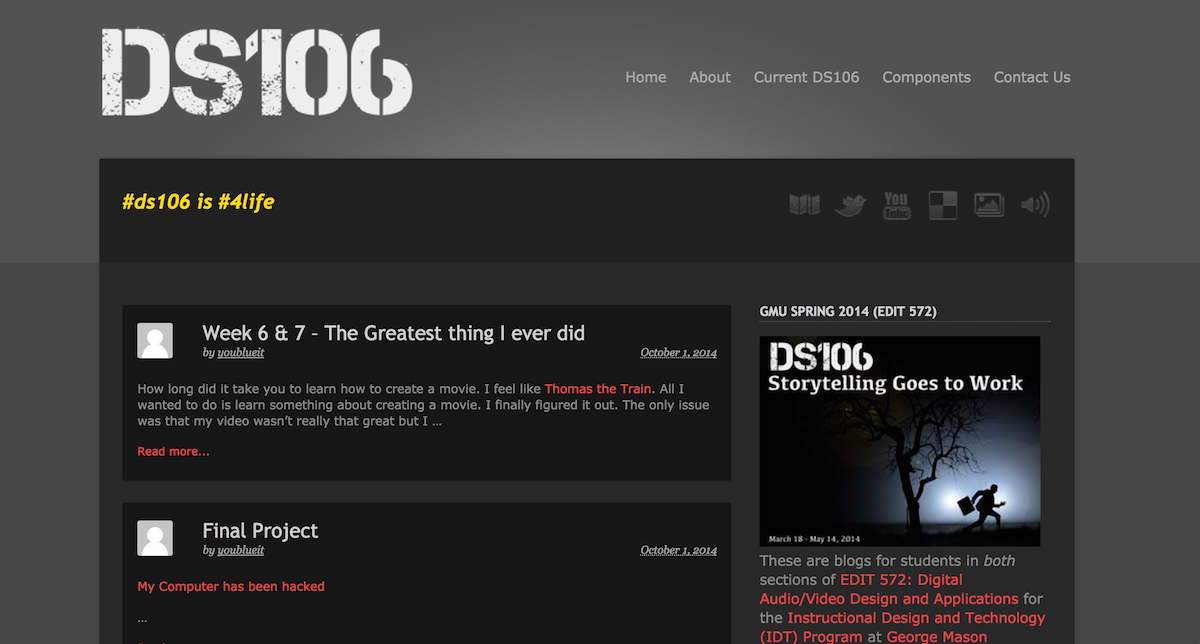 DS106
Home About Current DS106 Components Contact Us
#ds106 is #4life
You
Tube
Week 6 & 7 – The Greatest thing I ever did
by youblueit October 1, 2014
How long did it take you to learn how to create a movie. I feel like Thomas the Train. All I
wanted to do is learn something about creating a movie. I finally figured it out. The only issue
was that my video wasn’t really that great but I ...
Read more...
Final Project
by youblueit October 1, 2014
My Computer has been hacked
...
GMU SPRING 2014 (EDIT 572)
DS106
Storytelling Goes to Work
March 18 - May 14, 2014
These are blogs for students in both
sections of EDIT 572: Digital
Audio/Video Design and Applications for
the Instructional Design and Technology
(IDT) Program at George Mason